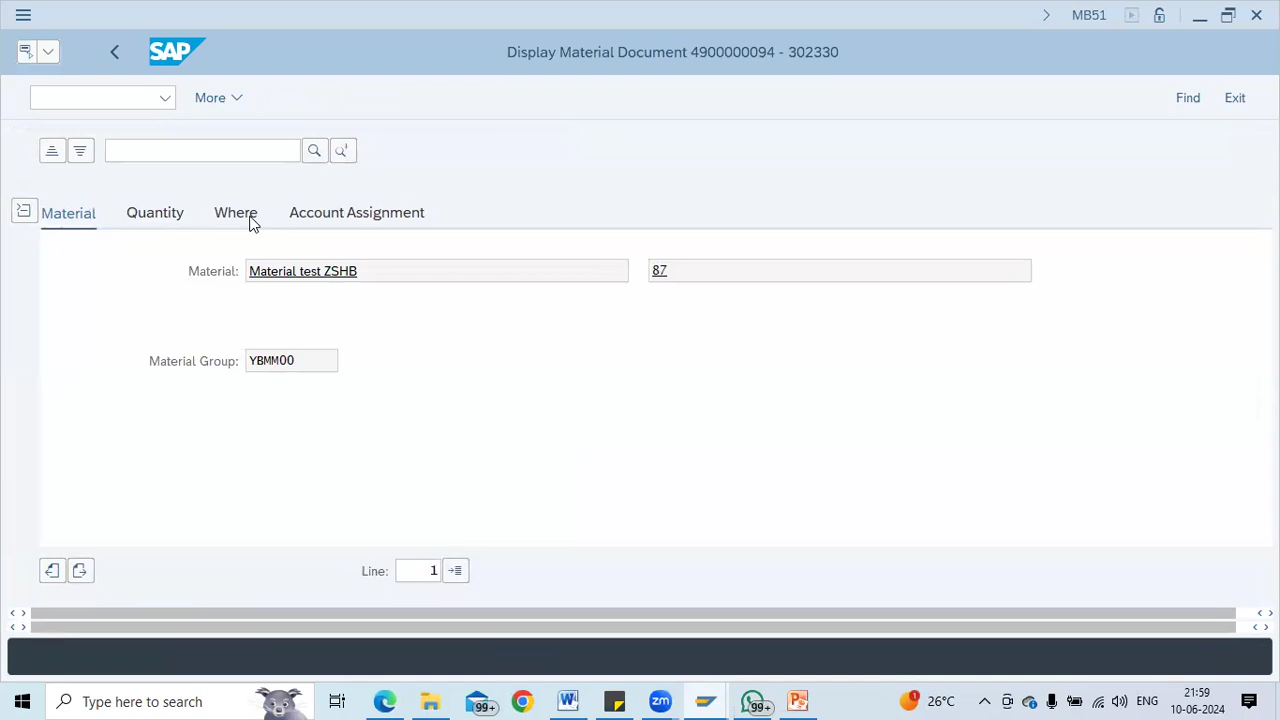 MB51
SAP
Display Material Document 4900000094 - 302330
More
Find
Exit
Material
Quantity
Where
Account Assignment
Material:
Material test ZSHB
87
Material Group:
YBMM00
Line:
1
Type here to search
99+
99+
1
26°C
ENG
21:59
10-06-2024